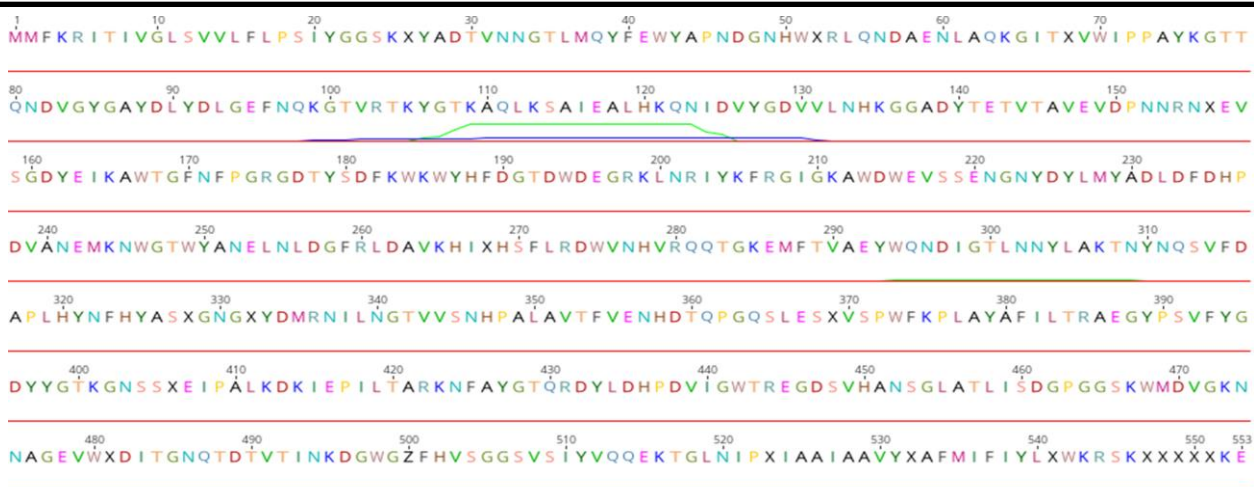 1 10 20 30 40 50 60 70
MMFKRITIVGLSVVLFLPSIYGGSKXYADTVNNGTLMQYFEWYAPNDGNHWXRLQNDAENLAQKGITXVWIPPAYKGTT
80 90 100 110 120 130 140 150
QNDVGYGAYDLYDLGEFNQKGTVRTKYGTKAQLKSAIEALHKQNIDVYGDVVLNHKGGADYTETVTAVEVDPNNRNXEV
160 170 180 190 200 210 220 230
SGDYEIKAWTGFNFPGRGDTYSDFKWKWYHFDGTDWDEGRKLNRIYKFRGIGKAWDWEVSSENGNYDYLMYADLDFDHP
240 250 260 270 280 290 300 310
DVANEMKNWGTWYANELNLDGFRLDAVKHIXHSFLRDWVNHVRQQTGKEMFTVAEYWQNDIGTLNNYLAKTNYNQSVFD
320 330 340 350 360 370 380 390
APLHYNFHYASXGNGXYDMRNILNGTVVSNHPALAVTFVENHDTQPGQSLESXVSPWFKPLAYAFILTRAEGYPSVFYG
400 410 420 430 440 450 460 470
DYYGTKGNSSXEIPALKDKIEPILTARKNFAYGTQRDYLDHPDVIGWTREGDSVHANSGLATLISDGPGGSKWMDVGKN
480 490 500 510 520 530 540 550 553
NAGEVWXDITGNQTDTVTINKDGWGZFHVSGGSVSIYVQQEKTGLNIPXIAAIAAVYXAFMIFIYLXWKRSKXXXXXKE